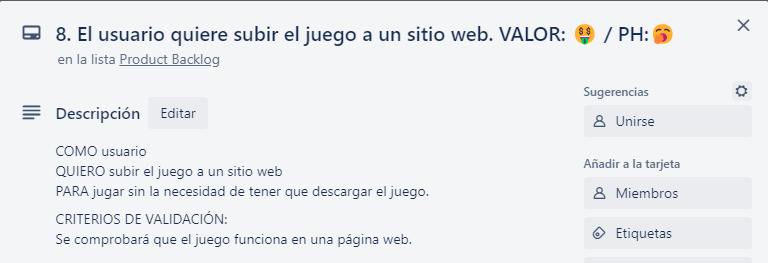 8. El usuario quiere subir el juego a un sitio web. VALOR: 🤑 / PH: 🥱
en la lista Product Backlog
Descripción
Editar
COMO usuario
QUIERO subir el juego a un sitio web
PARA jugar sin la necesidad de tener que descargar el juego.
CRITERIOS DE VALIDACIÓN:
Se comprobará que el juego funciona en una página web.
Sugerencias
Unirse
Añadir a la tarjeta
Miembros
Etiquetas